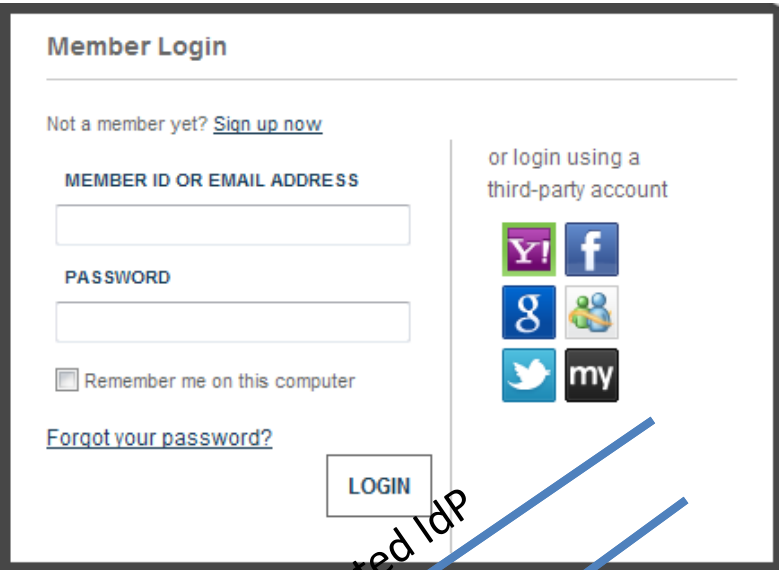 Member Login
Not a member yet? Sign up now
MEMBER ID OR EMAIL ADDRESS
PASSWORD
Remember me on this computer
Forgot your password?
LOGIN
or login using a
third-party account
Y! f
g
my
IdP